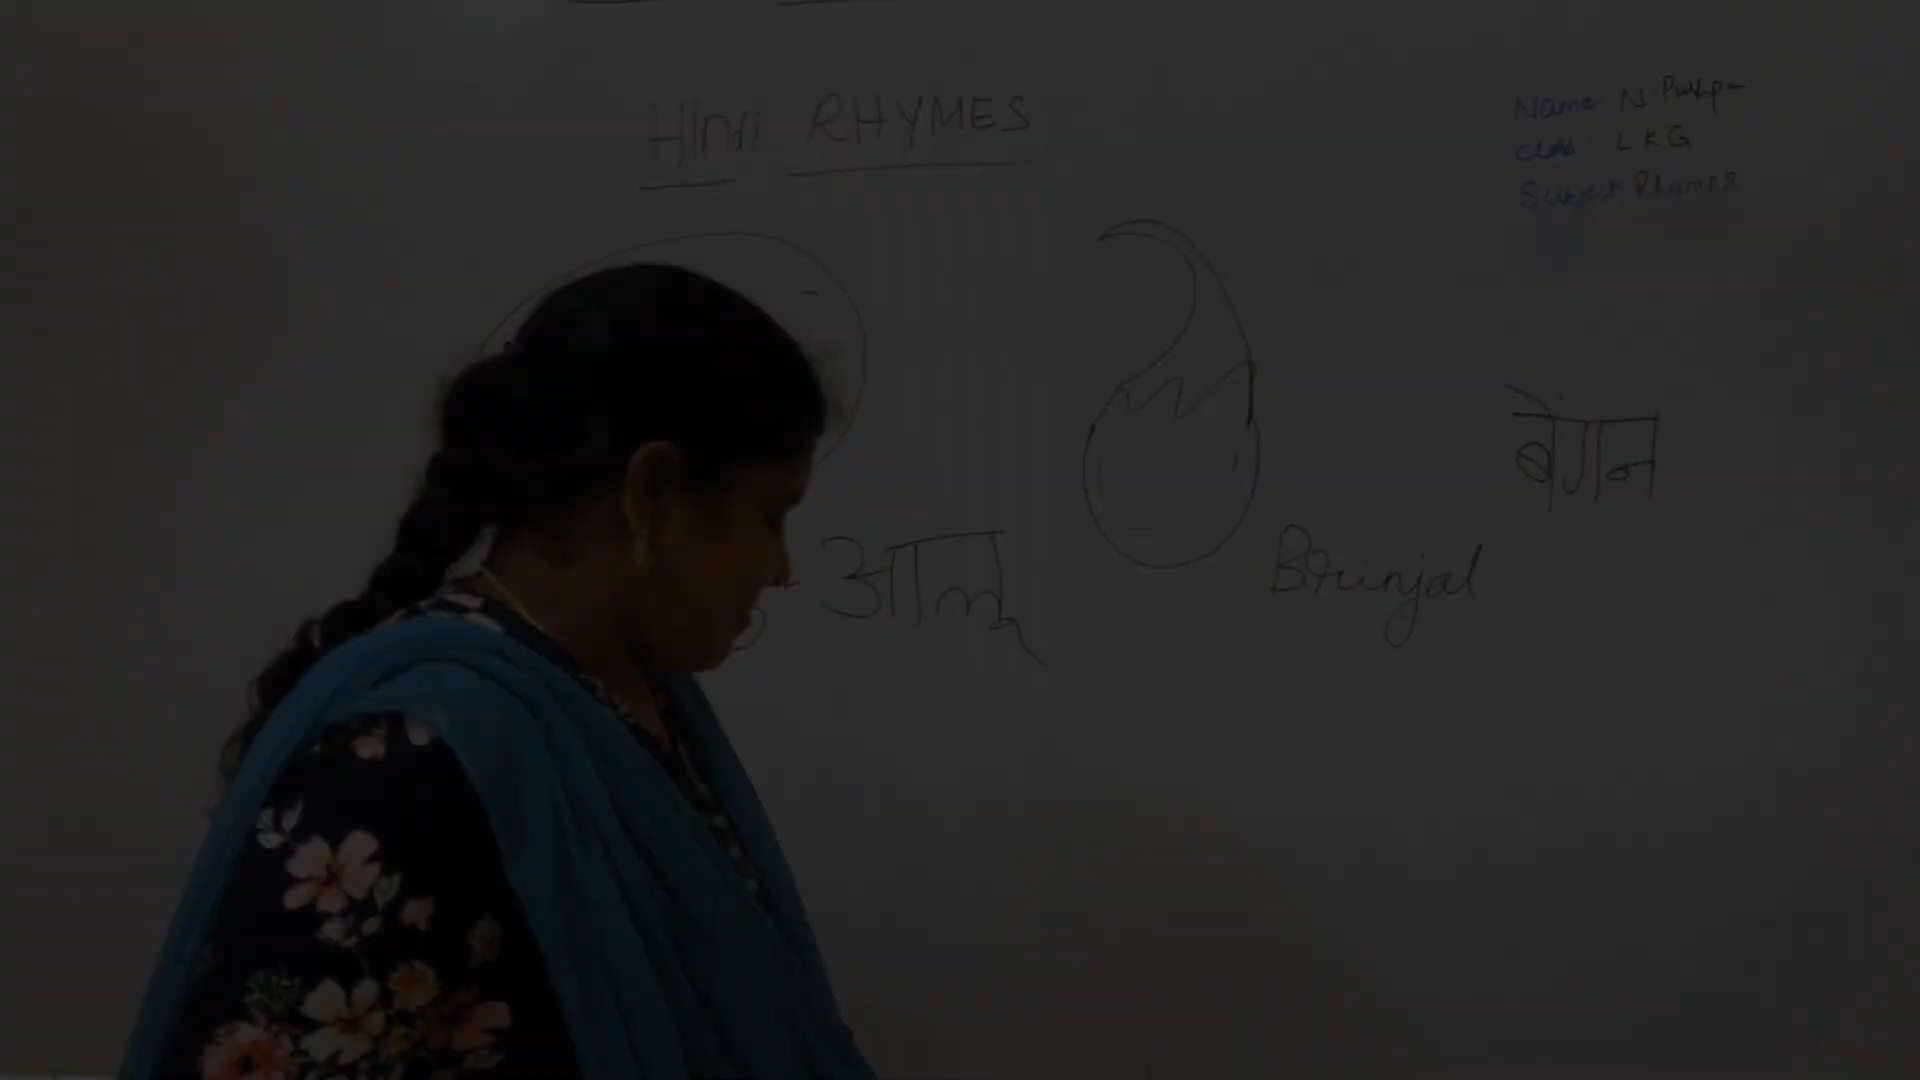 HINdi RHYMES
Name: N Pushpa
Class: LKG
Subject Rhymes
आलू
Brinjal
बेगन